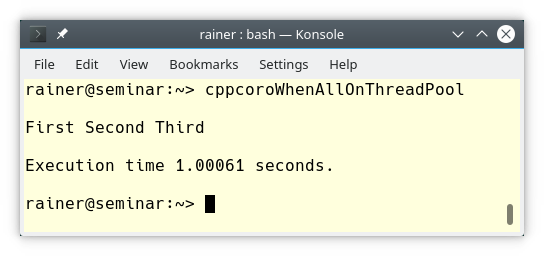 rainer : bash — Konsole
File Edit View Bookmarks Settings Help
rainer@seminar:~> cppcoroWhenAllOnThreadPool
First Second Third
Execution time 1.00061 seconds.
rainer@seminar:~>